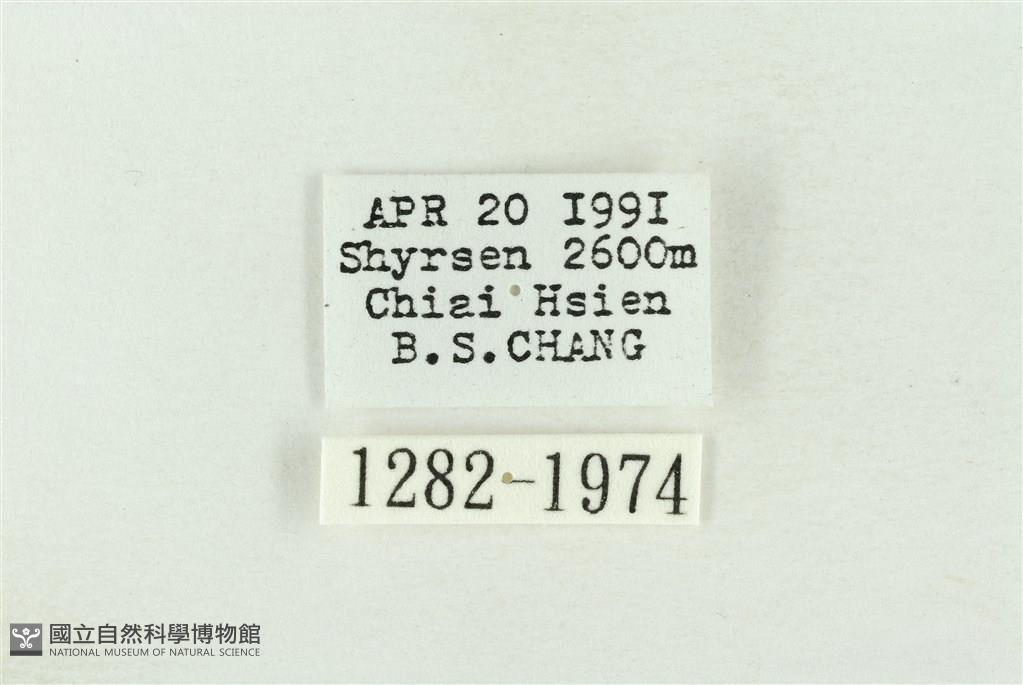 APR 20 I99I
Shyrsen 2600m
Chiai Hsien
B.S.CHANG
1282-1974
國立自然科學博物館
NATIONAL MUSEUM OF NATURAL SCIENCE